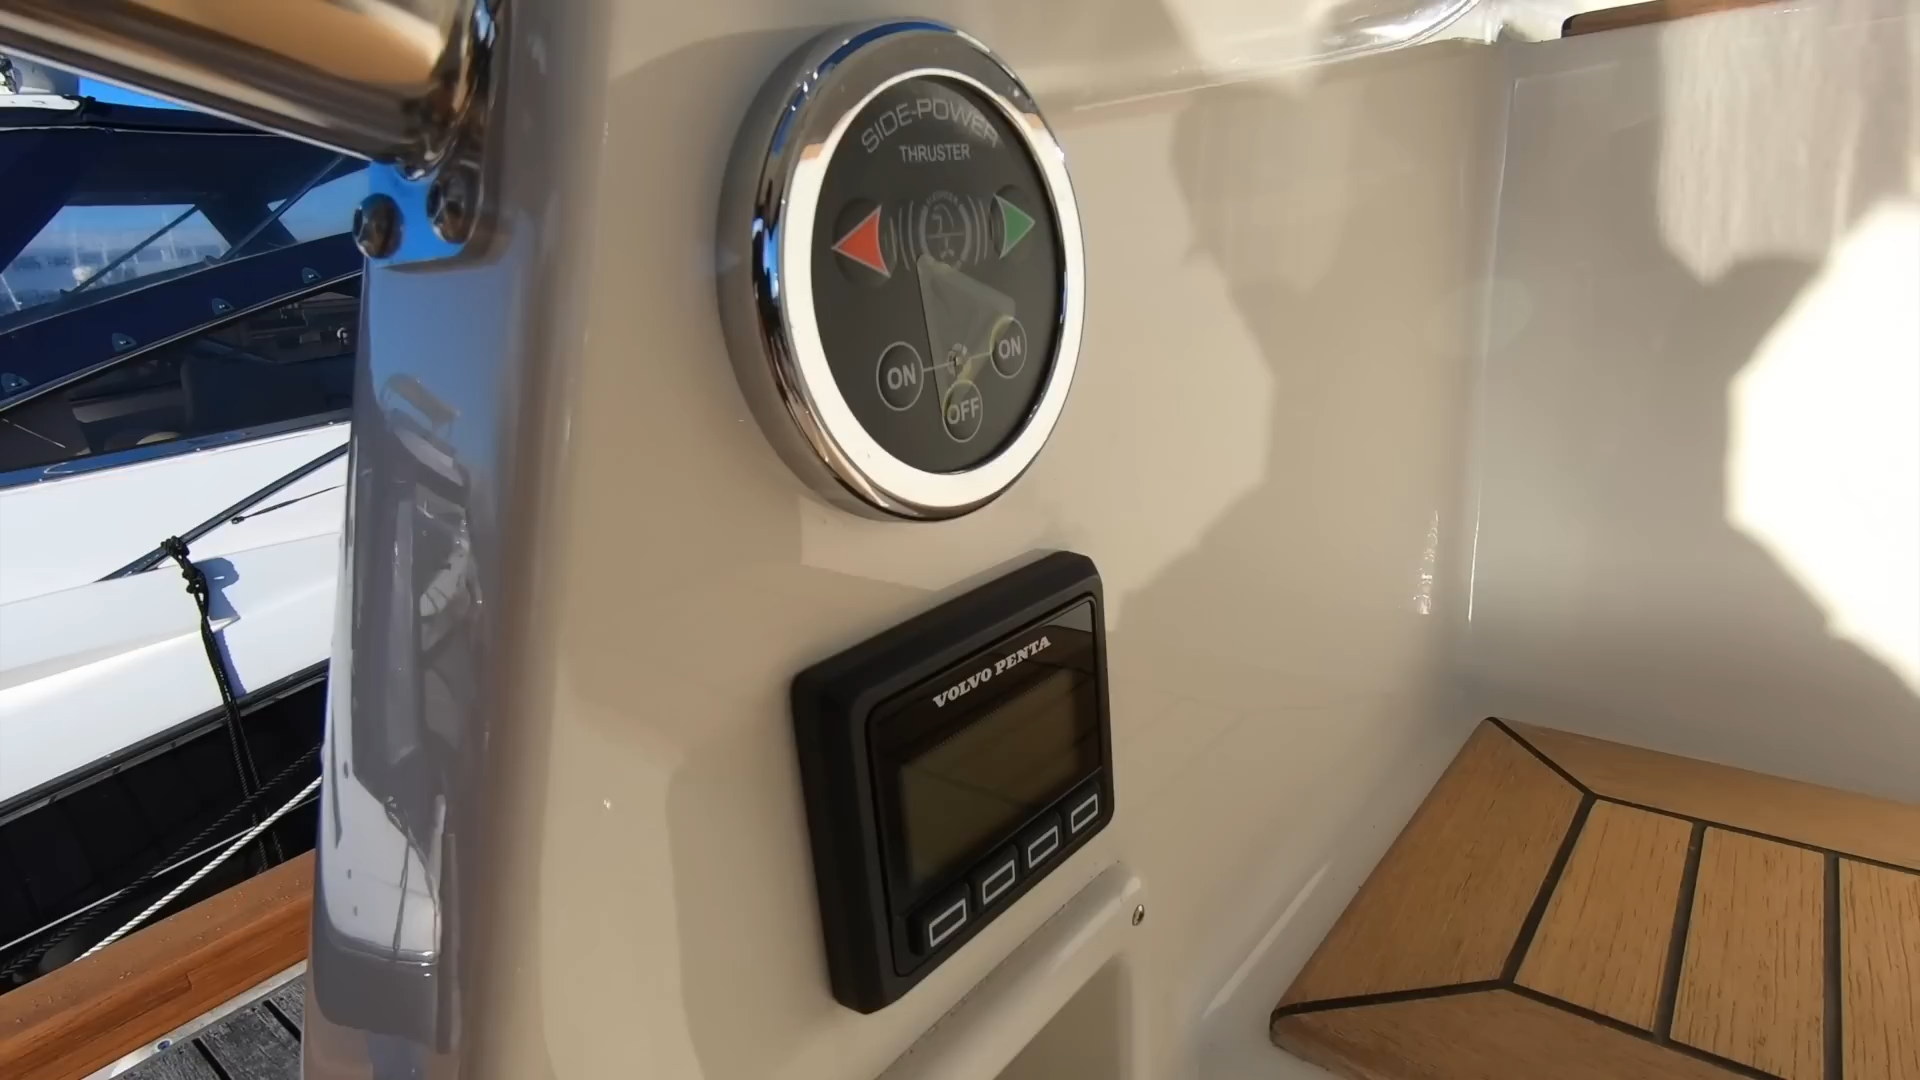 SIDE-POWER
THRUSTER
ON
ON
OFF
VOLVO PENTA